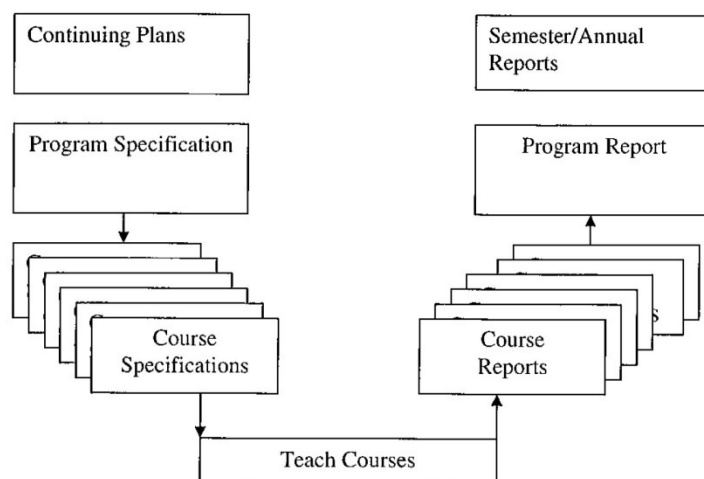 Continuing Plans
Semester/Annual
Reports
Program Specification
Program Report
Course
Specifications
Course
Reports
Teach Courses